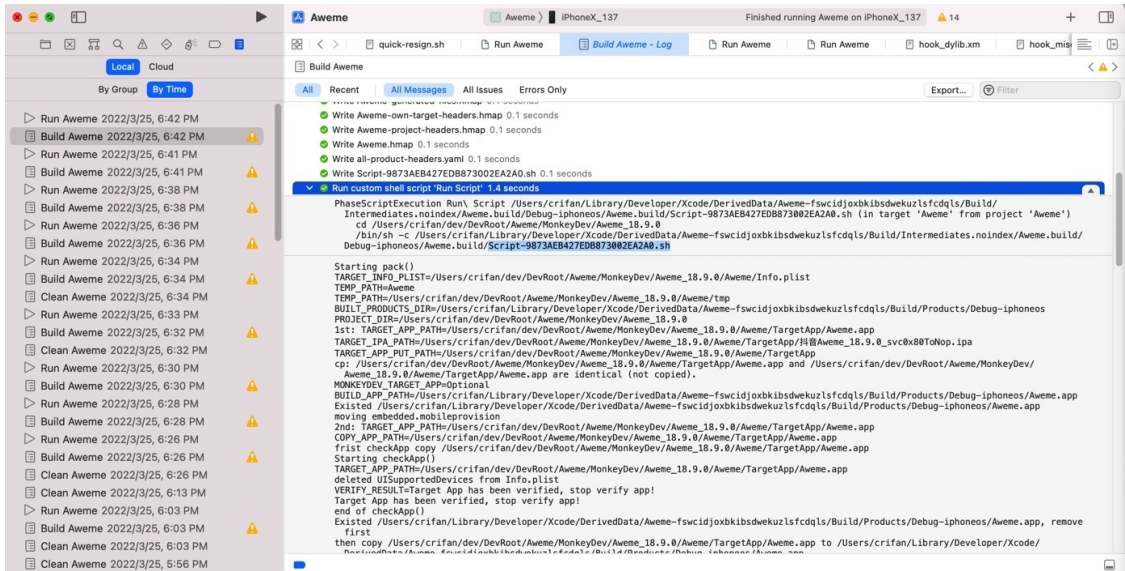 Aweme
Aweme 〉 iPhoneX_137
Finished running Aweme on iPhoneX_137
14
quick-resign.sh
Run Aweme
Build Aweme - Log
Run Aweme
Run Aweme
hook_dylib.xm
hook_mis
Local
Cloud
By Group
By Time
Run Aweme 2022/3/25, 6:42 PM
Build Aweme 2022/3/25, 6:42 PM
Run Aweme 2022/3/25, 6:41 PM
Build Aweme 2022/3/25, 6:41 PM
Run Aweme 2022/3/25, 6:38 PM
Build Aweme 2022/3/25, 6:38 PM
Run Aweme 2022/3/25, 6:36 PM
Build Aweme 2022/3/25, 6:36 PM
Run Aweme 2022/3/25, 6:34 PM
Build Aweme 2022/3/25, 6:34 PM
Clean Aweme 2022/3/25, 6:34 PM
Run Aweme 2022/3/25, 6:33 PM
Build Aweme 2022/3/25, 6:32 PM
Clean Aweme 2022/3/25, 6:32 PM
Run Aweme 2022/3/25, 6:30 PM
Build Aweme 2022/3/25, 6:30 PM
Run Aweme 2022/3/25, 6:28 PM
Build Aweme 2022/3/25, 6:28 PM
Run Aweme 2022/3/25, 6:26 PM
Build Aweme 2022/3/25, 6:26 PM
Clean Aweme 2022/3/25, 6:26 PM
Clean Aweme 2022/3/25, 6:13 PM
Run Aweme 2022/3/25, 6:03 PM
Build Aweme 2022/3/25, 6:03 PM
Clean Aweme 2022/3/25, 6:03 PM
Clean Aweme 2022/3/25, 5:56 PM
Build Aweme
All
Recent
All Messages
All Issues
Errors Only
Export...
Filter
Write Aweme-generated-files.hmap 0.1 seconds
Write Aweme-own-target-headers.hmap 0.1 seconds
Write Aweme-project-headers.hmap 0.1 seconds
Write Aweme.hmap 0.1 seconds
Write all-product-headers.yaml 0.1 seconds
Write Script-9873AEB427EDB873002EA2A0.sh 0.1 seconds
Run custom shell script 'Run Script' 1.4 seconds
PhaseScriptExecution Run\ Script /Users/crifan/Library/Developer/Xcode/DerivedData/Aweme-fswcidjoxbkibsdwekuzlsfcdqls/Build/
Intermediates.noindex/Aweme.build/Debug-iphoneos/Aweme.build/Script-9873AEB427EDB873002EA2A0.sh (in target 'Aweme' from project 'Aweme')
cd /Users/crifan/dev/DevRoot/Aweme/MonkeyDev/Aweme_18.9.0
/bin/sh -c /Users/crifan/Library/Developer/Xcode/DerivedData/Aweme-fswcidjoxbkibsdwekuzlsfcdqls/Build/Intermediates.noindex/Aweme.build/
Debug-iphoneos/Aweme.build/Script-9873AEB427EDB873002EA2A0.sh
Starting pack()
TARGET_INFO_PLIST=/Users/crifan/dev/DevRoot/Aweme/MonkeyDev/Aweme_18.9.0/Aweme/Info.plist
TEMP_PATH=Aweme
TEMP_PATH=/Users/crifan/dev/DevRoot/Aweme/MonkeyDev/Aweme_18.9.0/Aweme/tmp
BUILT_PRODUCTS_DIR=/Users/crifan/Library/Developer/Xcode/DerivedData/Aweme-fswcidjoxbkibsdwekuzlsfcdqls/Build/Products/Debug-iphoneos
PROJECT_DIR=/Users/crifan/dev/DevRoot/Aweme/MonkeyDev/Aweme_18.9.0
1st: TARGET_APP_PATH=/Users/crifan/dev/DevRoot/Aweme/MonkeyDev/Aweme_18.9.0/Aweme/TargetApp/Aweme.app
TARGET_IPA_PATH=/Users/crifan/dev/DevRoot/Aweme/MonkeyDev/Aweme_18.9.0/Aweme/TargetApp/抖音Aweme_18.9.0_svc0x80ToNop.ipa
TARGET_APP_PUT_PATH=/Users/crifan/dev/DevRoot/Aweme/MonkeyDev/Aweme_18.9.0/Aweme/TargetApp
cp: /Users/crifan/dev/DevRoot/Aweme/MonkeyDev/Aweme_18.9.0/Aweme/TargetApp/Aweme.app and /Users/crifan/dev/DevRoot/Aweme/MonkeyDev/
Aweme_18.9.0/Aweme/TargetApp/Aweme.app are identical (not copied).
MONKEYDEV_TARGET_APP=Optional
BUILD_APP_PATH=/Users/crifan/Library/Developer/Xcode/DerivedData/Aweme-fswcidjoxbkibsdwekuzlsfcdqls/Build/Products/Debug-iphoneos/Aweme.app
Existed /Users/crifan/Library/Developer/Xcode/DerivedData/Aweme-fswcidjoxbkibsdwekuzlsfcdqls/Build/Products/Debug-iphoneos/Aweme.app
moving embedded.mobileprovision
2nd: TARGET_APP_PATH=/Users/crifan/dev/DevRoot/Aweme/MonkeyDev/Aweme_18.9.0/Aweme/TargetApp/Aweme.app
COPY_APP_PATH=/Users/crifan/dev/DevRoot/Aweme/MonkeyDev/Aweme_18.9.0/Aweme/TargetApp/Aweme.app
frist checkApp copy /Users/crifan/dev/DevRoot/Aweme/MonkeyDev/Aweme_18.9.0/Aweme/TargetApp/Aweme.app
Starting checkApp()
TARGET_APP_PATH=/Users/crifan/dev/DevRoot/Aweme/MonkeyDev/Aweme_18.9.0/Aweme/TargetApp/Aweme.app
deleted UISupportedDevices from Info.plist
VERIFY_RESULT=Target App has been verified, stop verify app!
Target App has been verified, stop verify app!
end of checkApp()
Existed /Users/crifan/Library/Developer/Xcode/DerivedData/Aweme-fswcidjoxbkibsdwekuzlsfcdqls/Build/Products/Debug-iphoneos/Aweme.app, remove
first
then copy /Users/crifan/dev/DevRoot/Aweme/MonkeyDev/Aweme_18.9.0/Aweme/TargetApp/Aweme.app to /Users/crifan/Library/Developer/Xcode/